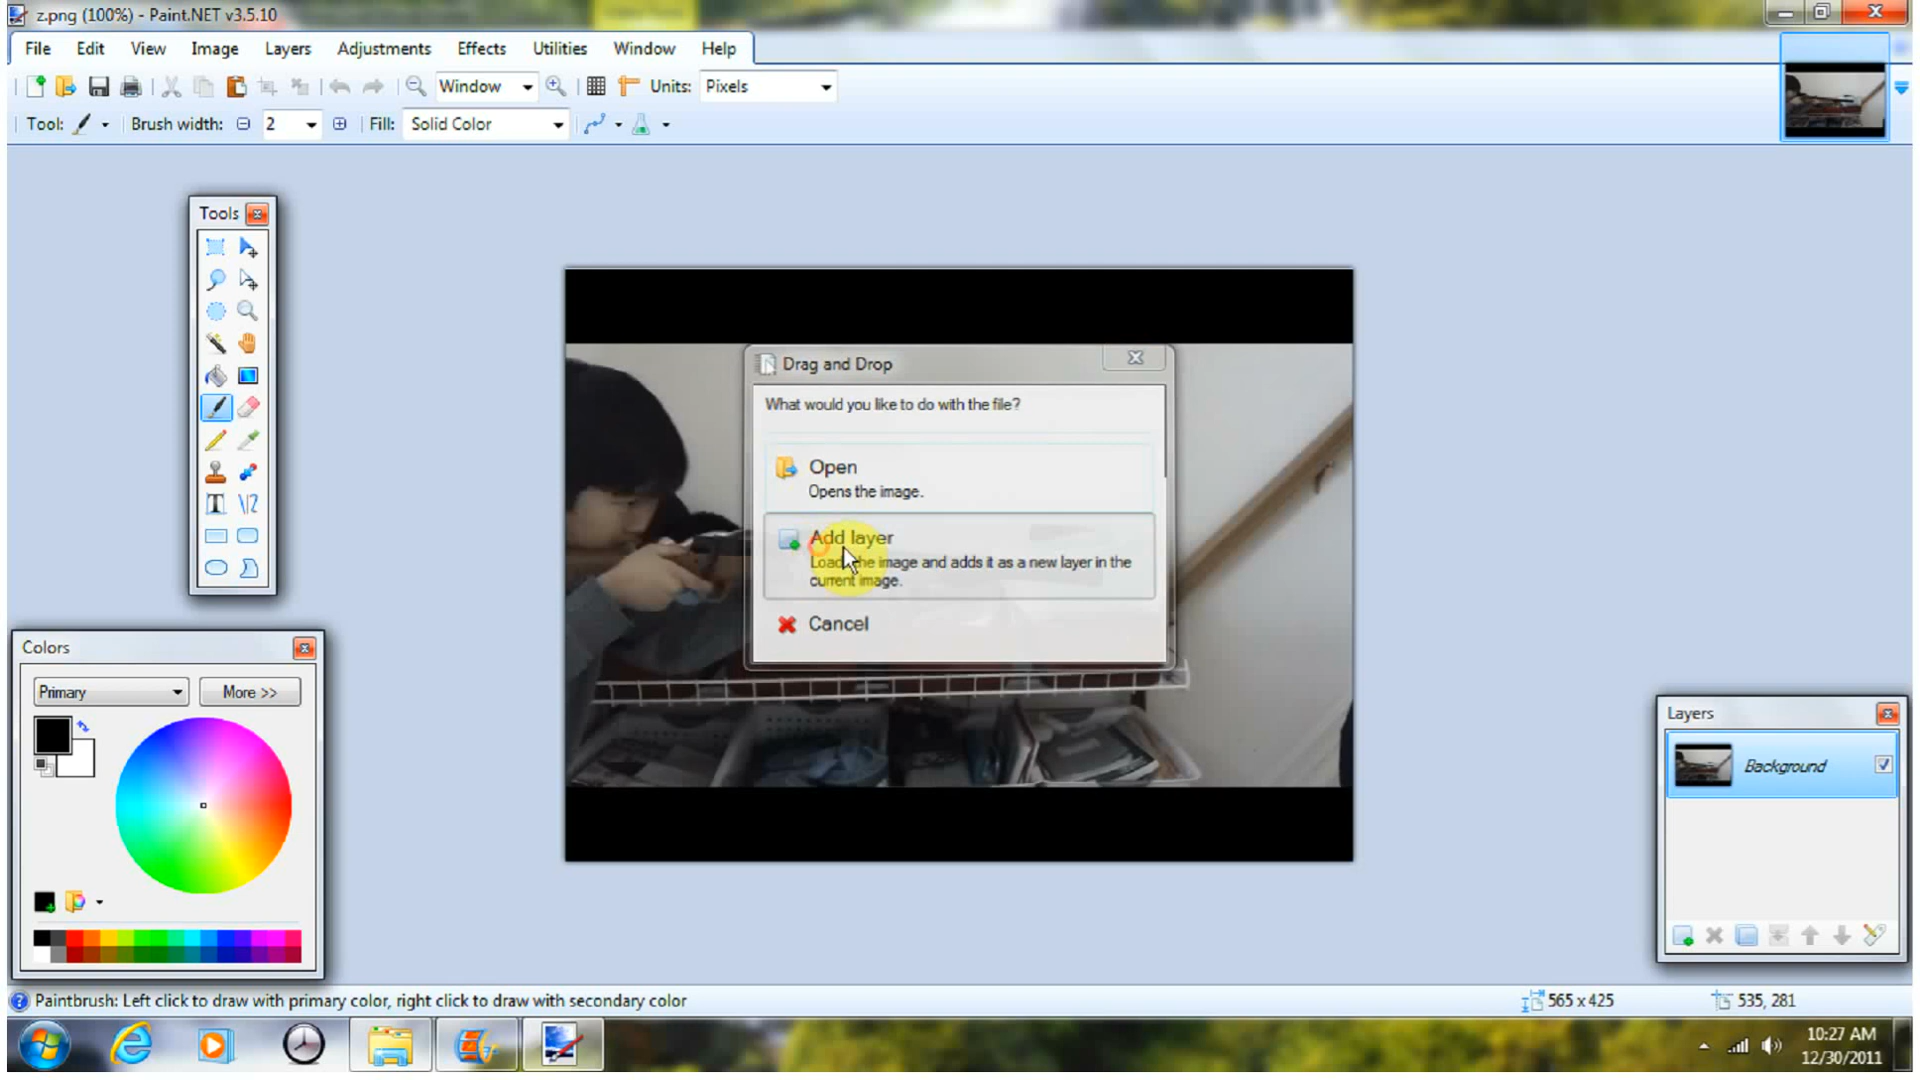 z.png (100%) - Paint.NET v3.5.10
File Edit View Image Layers Adjustments Effects Utilities Window Help
Window Units: Pixels
Tool: Brush width: 2 Fill: Solid Color
Tools
Drag and Drop
What would you like to do with the file?
Open
Opens the image.
Add layer
Loads the image and adds it as a new layer in the
current image.
Cancel
Colors
Primary More >>
Layers
Background
Paintbrush: Left click to draw with primary color, right click to draw with secondary color
565 x 425 535, 281
10:27 AM
12/30/2011